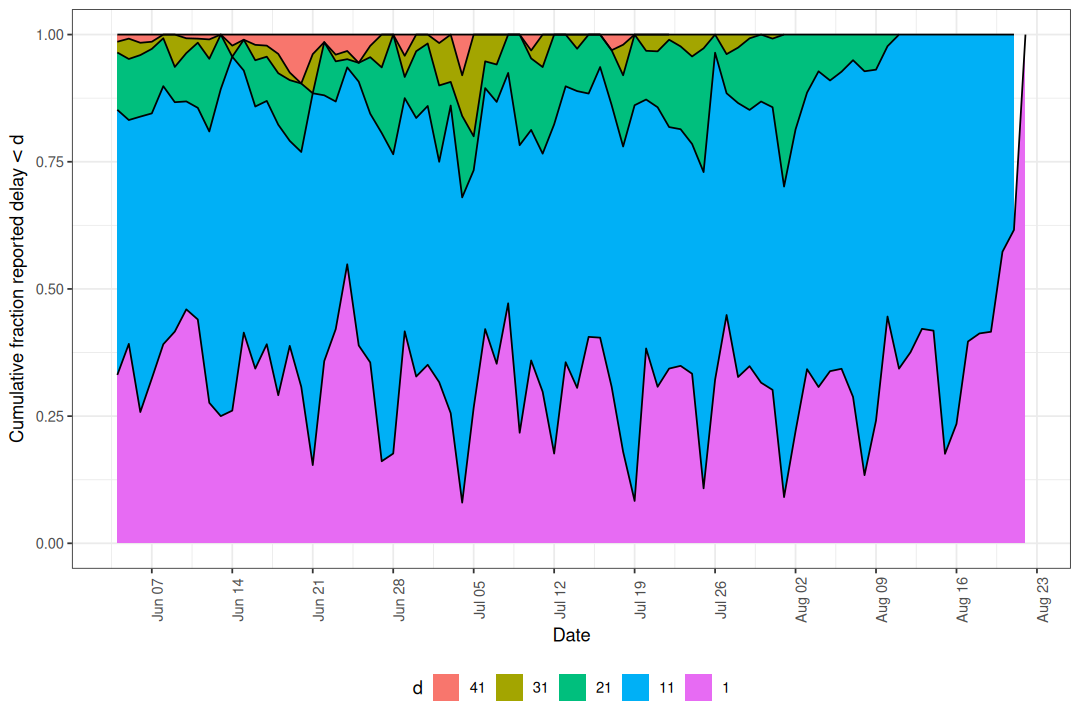 Cumulative fraction reported delay < d
1.00
0.75
0.50
0.25
0.00
Jun 07 Jun 14 Jun 21 Jun 28 Jul 05 Jul 12 Jul 19 Jul 26 Aug 02 Aug 09 Aug 16 Aug 23
Date
d 41 31 21 11 1